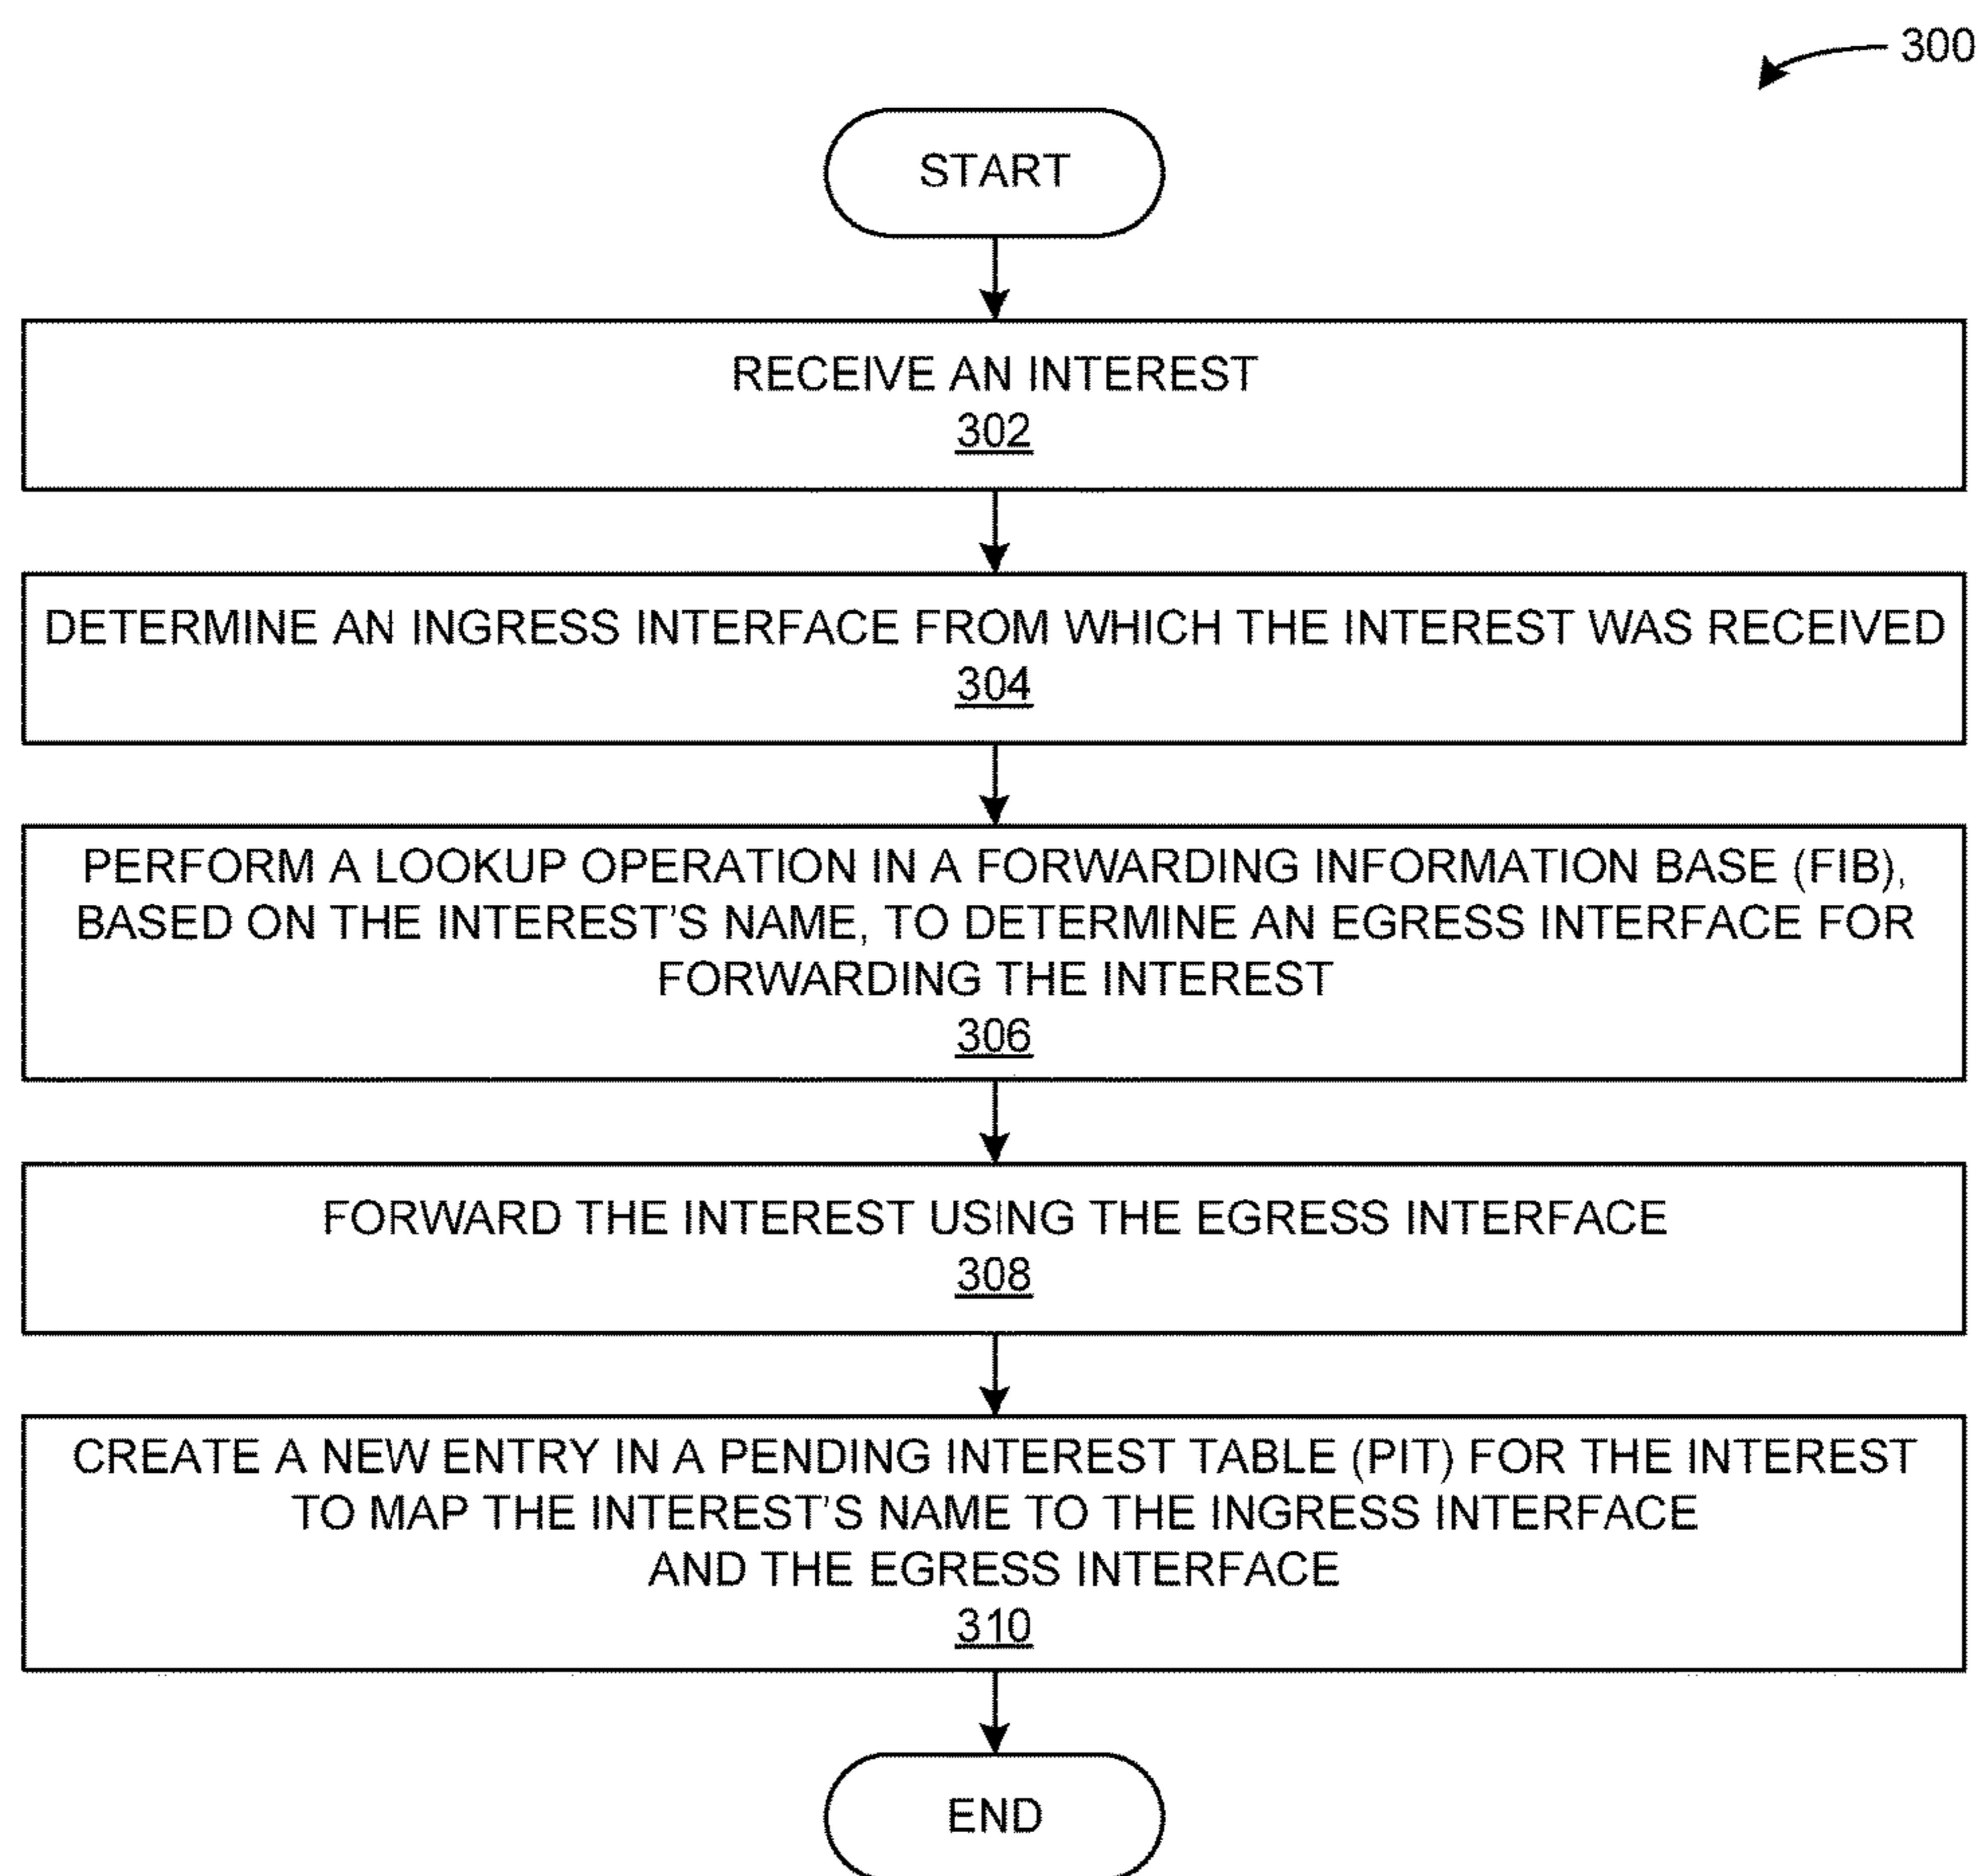 300
START
RECEIVE AN INTEREST
302
DETERMINE AN INGRESS INTERFACE FROM WHICH THE INTEREST WAS RECEIVED
304
PERFORM A LOOKUP OPERATION IN A FORWARDING INFORMATION BASE (FIB),
BASED ON THE INTEREST'S NAME, TO DETERMINE AN EGRESS INTERFACE FOR
FORWARDING THE INTEREST
306
FORWARD THE INTEREST USING THE EGRESS INTERFACE
308
CREATE A NEW ENTRY IN A PENDING INTEREST TABLE (PIT) FOR THE INTEREST
TO MAP THE INTEREST'S NAME TO THE INGRESS INTERFACE
AND THE EGRESS INTERFACE
310
END